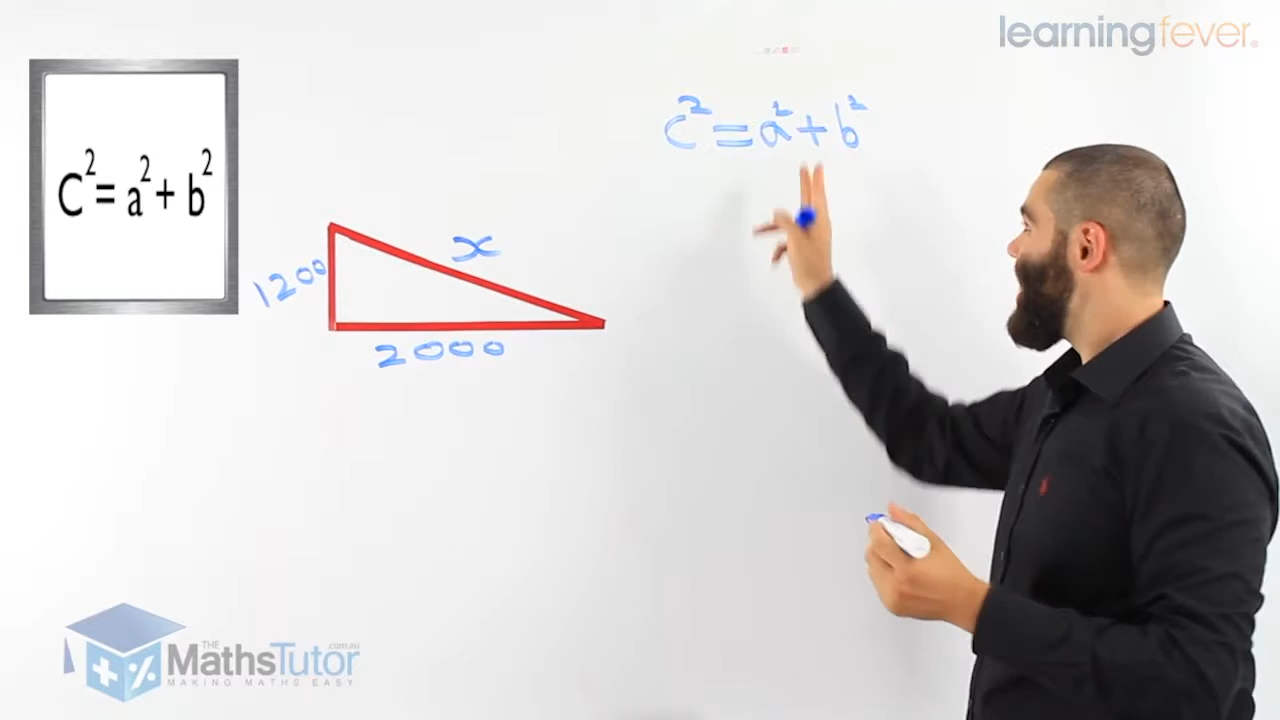 learningfever.
C²= a²+ b²
c²=a²+b²
1200
x
2000
THE
MathsTutor
.com.au
MAKING MATHS EASY